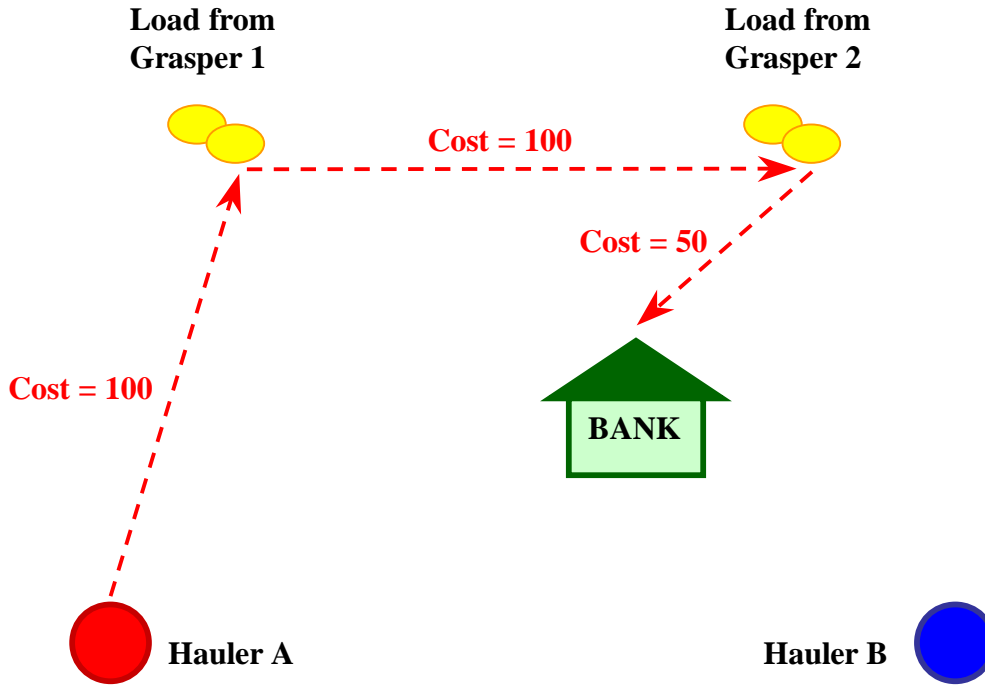 Load from
Grasper 1
Load from
Grasper 2
Cost = 100
Cost = 50
Cost = 100
BANK
Hauler A
Hauler B